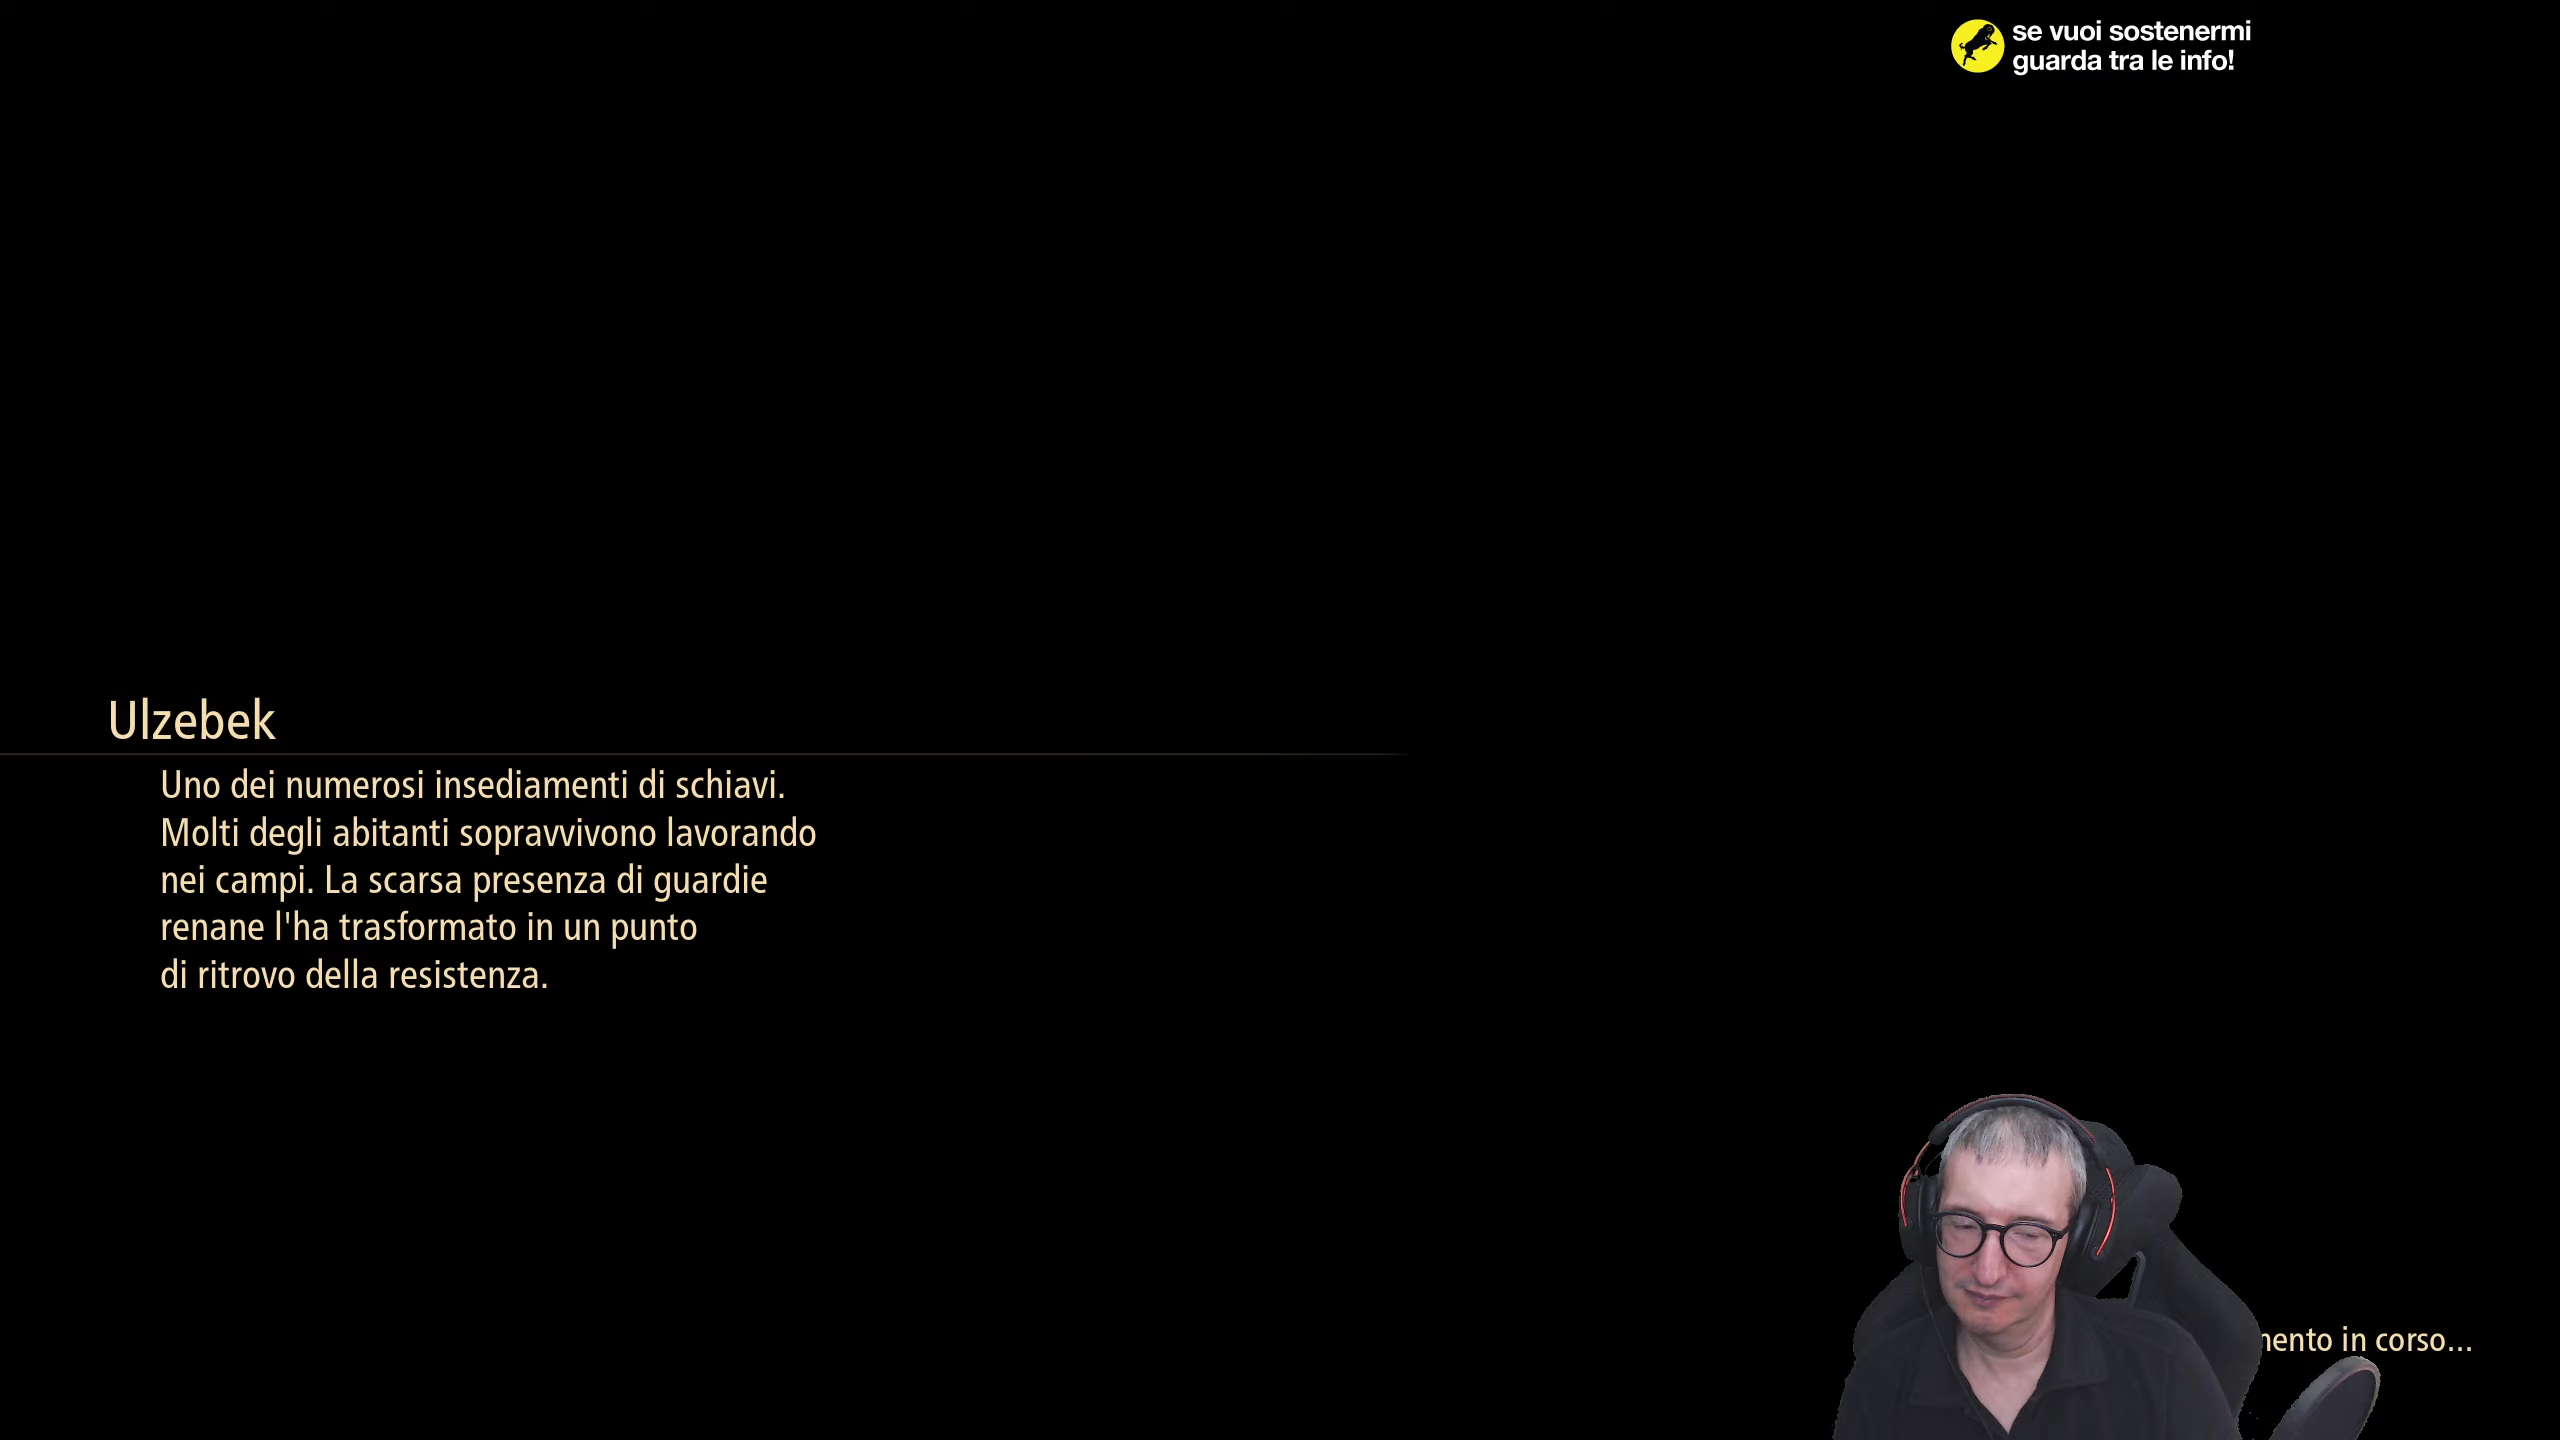 se vuoi sostenermi
guarda tra le info!
Ulzebek
Uno dei numerosi insediamenti di schiavi.
Molti degli abitanti sopravvivono lavorando
nei campi. La scarsa presenza di guardie
renane l'ha trasformato in un punto
di ritrovo della resistenza.
in corso...